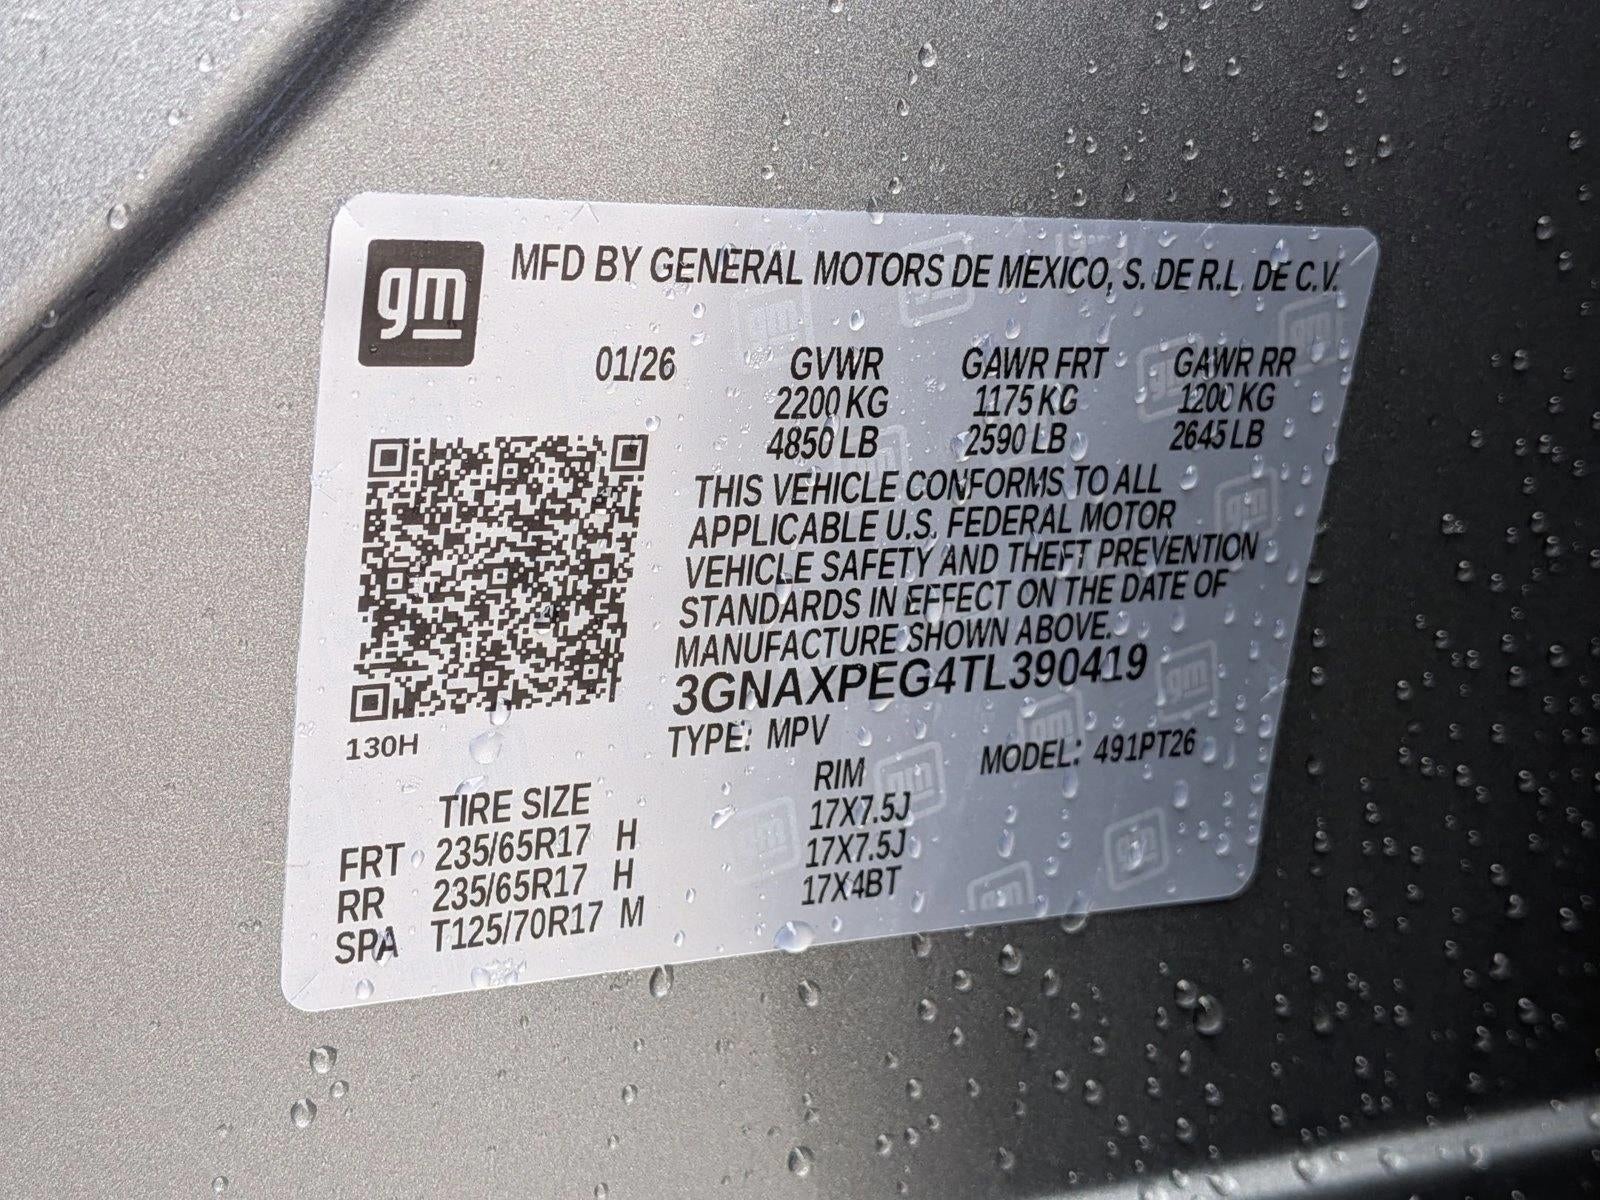 gm
MFD BY GENERAL MOTORS DE MEXICO, S. DE R.L. DE C.V.
01/26 GVWR GAWR FRT GAWR RR
2200 KG 1175 KG 1200 KG
4850 LB 2590 LB 2645 LB
THIS VEHICLE CONFORMS TO ALL
APPLICABLE U.S. FEDERAL MOTOR
VEHICLE SAFETY AND THEFT PREVENTION
STANDARDS IN EFFECT ON THE DATE OF
MANUFACTURE SHOWN ABOVE.
3GNAXPEG4TL390419
130H
TYPE: MPV MODEL: 491PT26
TIRE SIZE RIM
FRT 235/65R17 H 17X7.5J
RR 235/65R17 H 17X7.5J
SPA T125/70R17 M 17X4BT